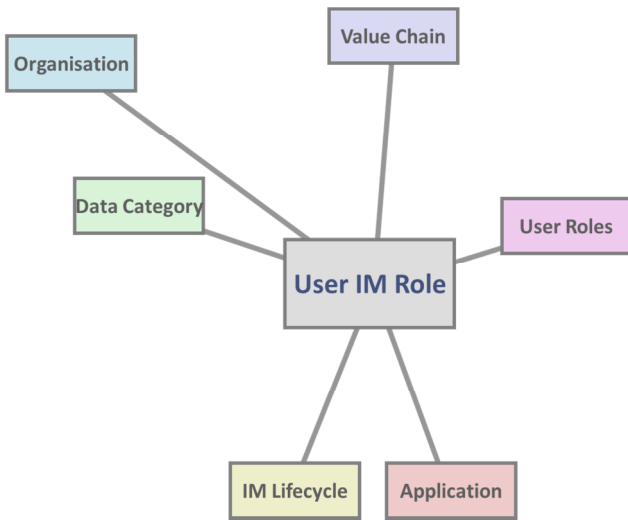 Value Chain
Organisation
Data Category
User Roles
User IM Role
IM Lifecycle
Application